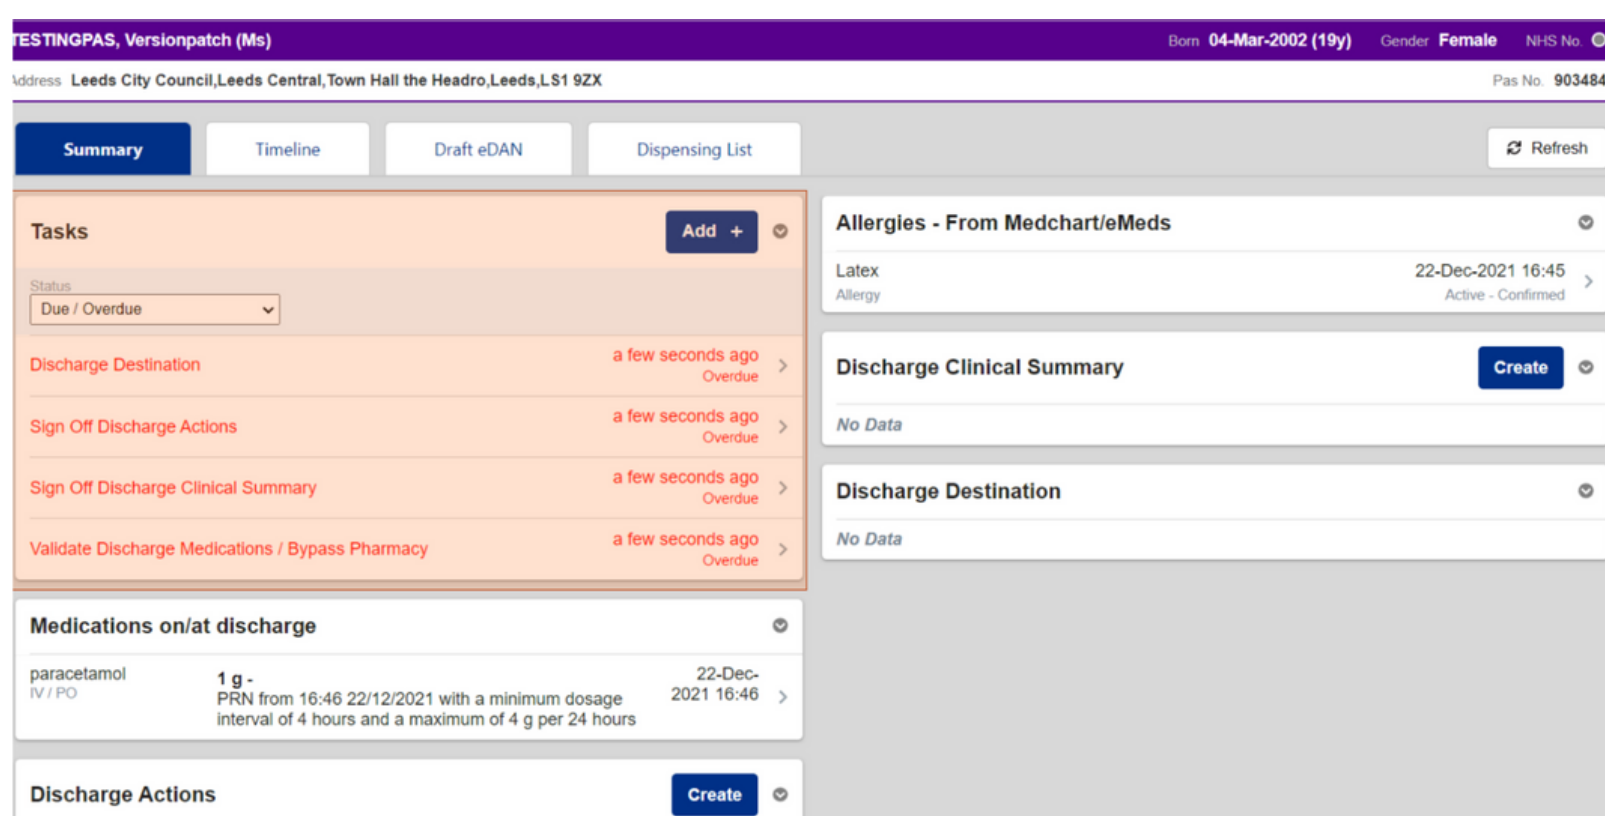 TESTINGPAS, Versionpatch (Ms) Born 04-Mar-2002 (19y) Gender Female NHS No.
Address Leeds City Council,Leeds Central,Town Hall the Headro,Leeds,LS1 9ZX Pas No. 903484
Summary Timeline Draft eDAN Dispensing List Refresh
Tasks Add +
Status
Due / Overdue
Discharge Destination a few seconds ago
Overdue
Sign Off Discharge Actions a few seconds ago
Overdue
Sign Off Discharge Clinical Summary a few seconds ago
Overdue
Validate Discharge Medications / Bypass Pharmacy a few seconds ago
Overdue
Medications on/at discharge
paracetamol 1 g - 22-Dec-
IV / PO PRN from 16:46 22/12/2021 with a minimum dosage 2021 16:46
interval of 4 hours and a maximum of 4 g per 24 hours
Discharge Actions Create
Allergies - From Medchart/eMeds
Latex 22-Dec-2021 16:45
Allergy Active - Confirmed
Discharge Clinical Summary Create
No Data
Discharge Destination
No Data